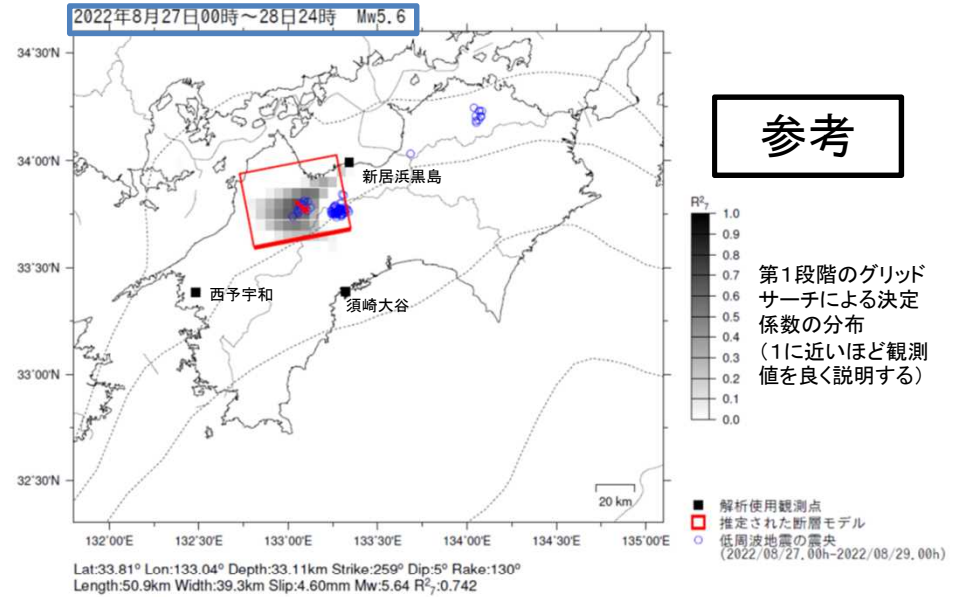 2022年8月27日00時～28日24時 Mw5.6
34°30'N
34°00'N
33°30'N
33°00'N
32°30'N
132°00'E
132°30'E
133°00'E
133°30'E
134°00'E
134°30'E
135°00'E
新居浜黒島
西予宇和
須崎大谷
20 km
参考
R²₇
1.0
0.9
0.8
0.7
0.6
0.5
0.4
0.3
0.2
0.1
0.0
第１段階のグリッド
サーチによる決定
係数の分布
（１に近いほど観測
値を良く説明する）
解析使用観測点
推定された断層モデル
低周波地震の震央
(2022/08/27.00h-2022/08/29.00h)
Lat:33.81° Lon:133.04° Depth:33.11km Strike:259° Dip:5° Rake:130°
Length:50.9km Width:39.3km Slip:4.60mm Mw:5.64 R²₇:0.742